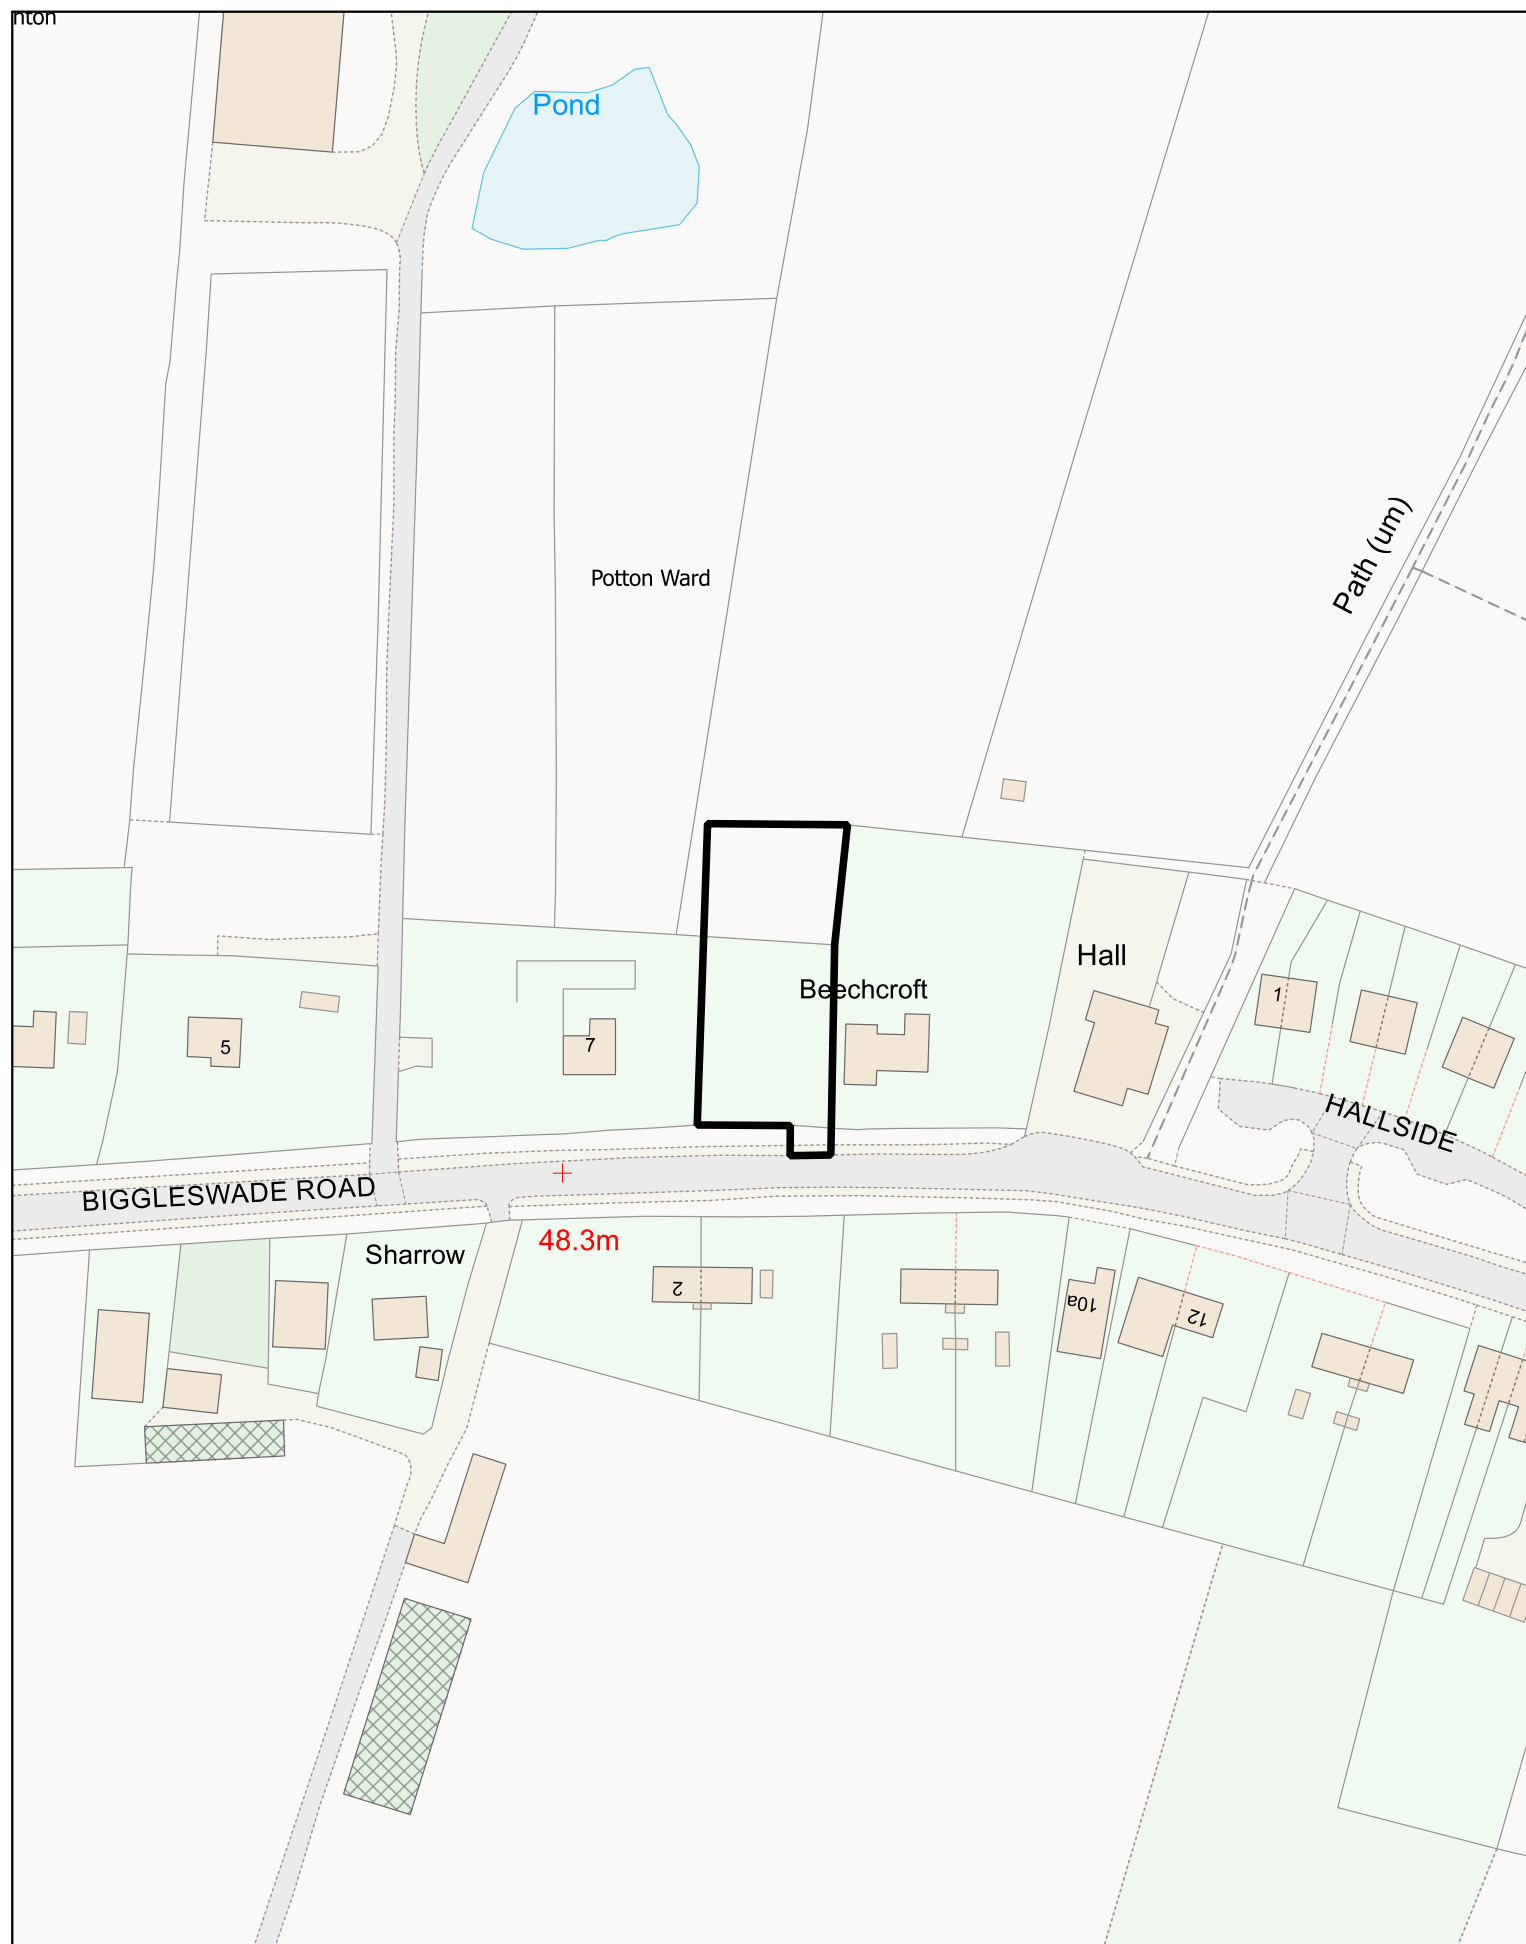 nton
Pond
Path (um)
Potton Ward
Hall
Beechcroft
1
5
7
HALLSIDE
BIGGLESWADE ROAD
48.3m
Sharrow
2
10a
12